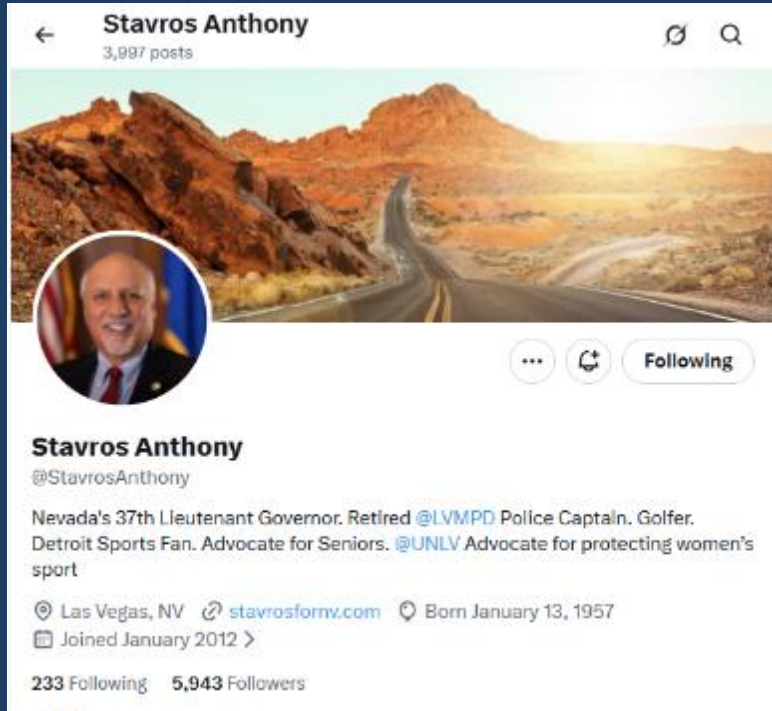 Stavros Anthony
3,997 posts
Following
Stavros Anthony
@StavrosAnthony
Nevada's 37th Lieutenant Governor. Retired @LVMPD Police Captain. Golfer.
Detroit Sports Fan. Advocate for Seniors. @UNLV Advocate for protecting women's
sport
Las Vegas, NV stavrosfornv.com Born January 13, 1957
Joined January 2012
233 Following 5,943 Followers